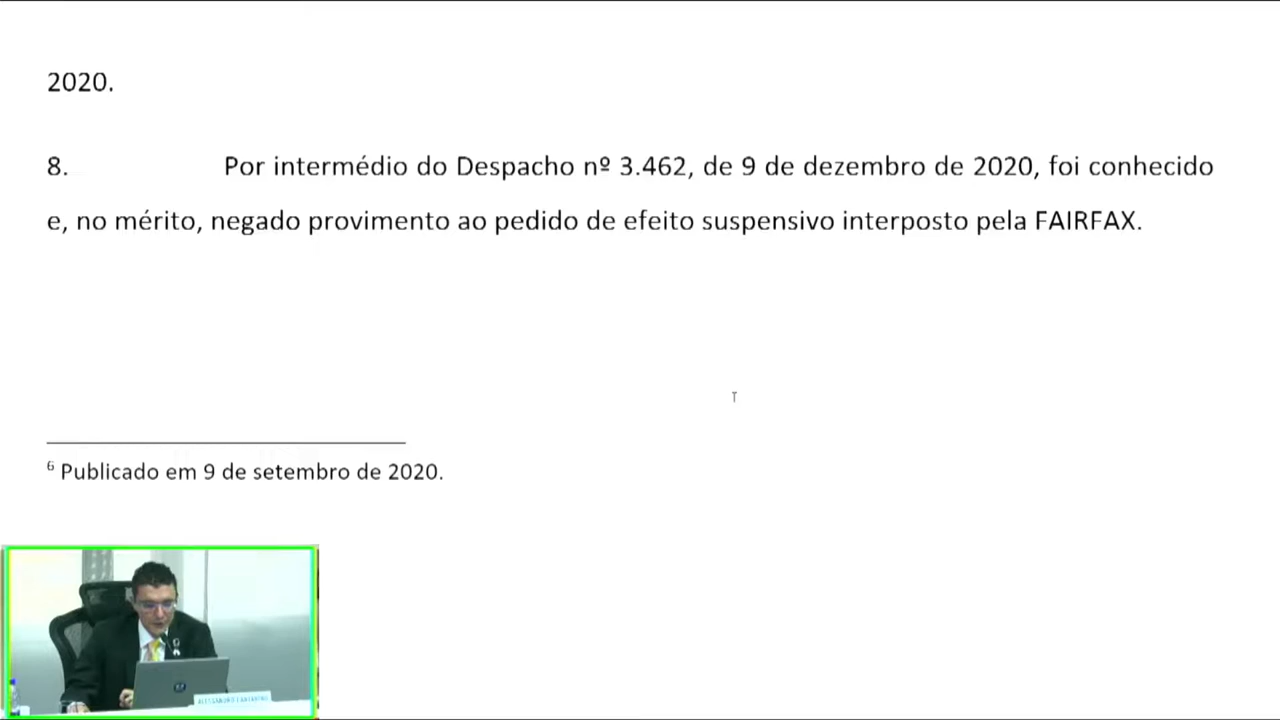 2020.
8. Por intermédio do Despacho nº 3.462, de 9 de dezembro de 2020, foi conhecido
e, no mérito, negado provimento ao pedido de efeito suspensivo interposto pela FAIRFAX.
6 Publicado em 9 de setembro de 2020.